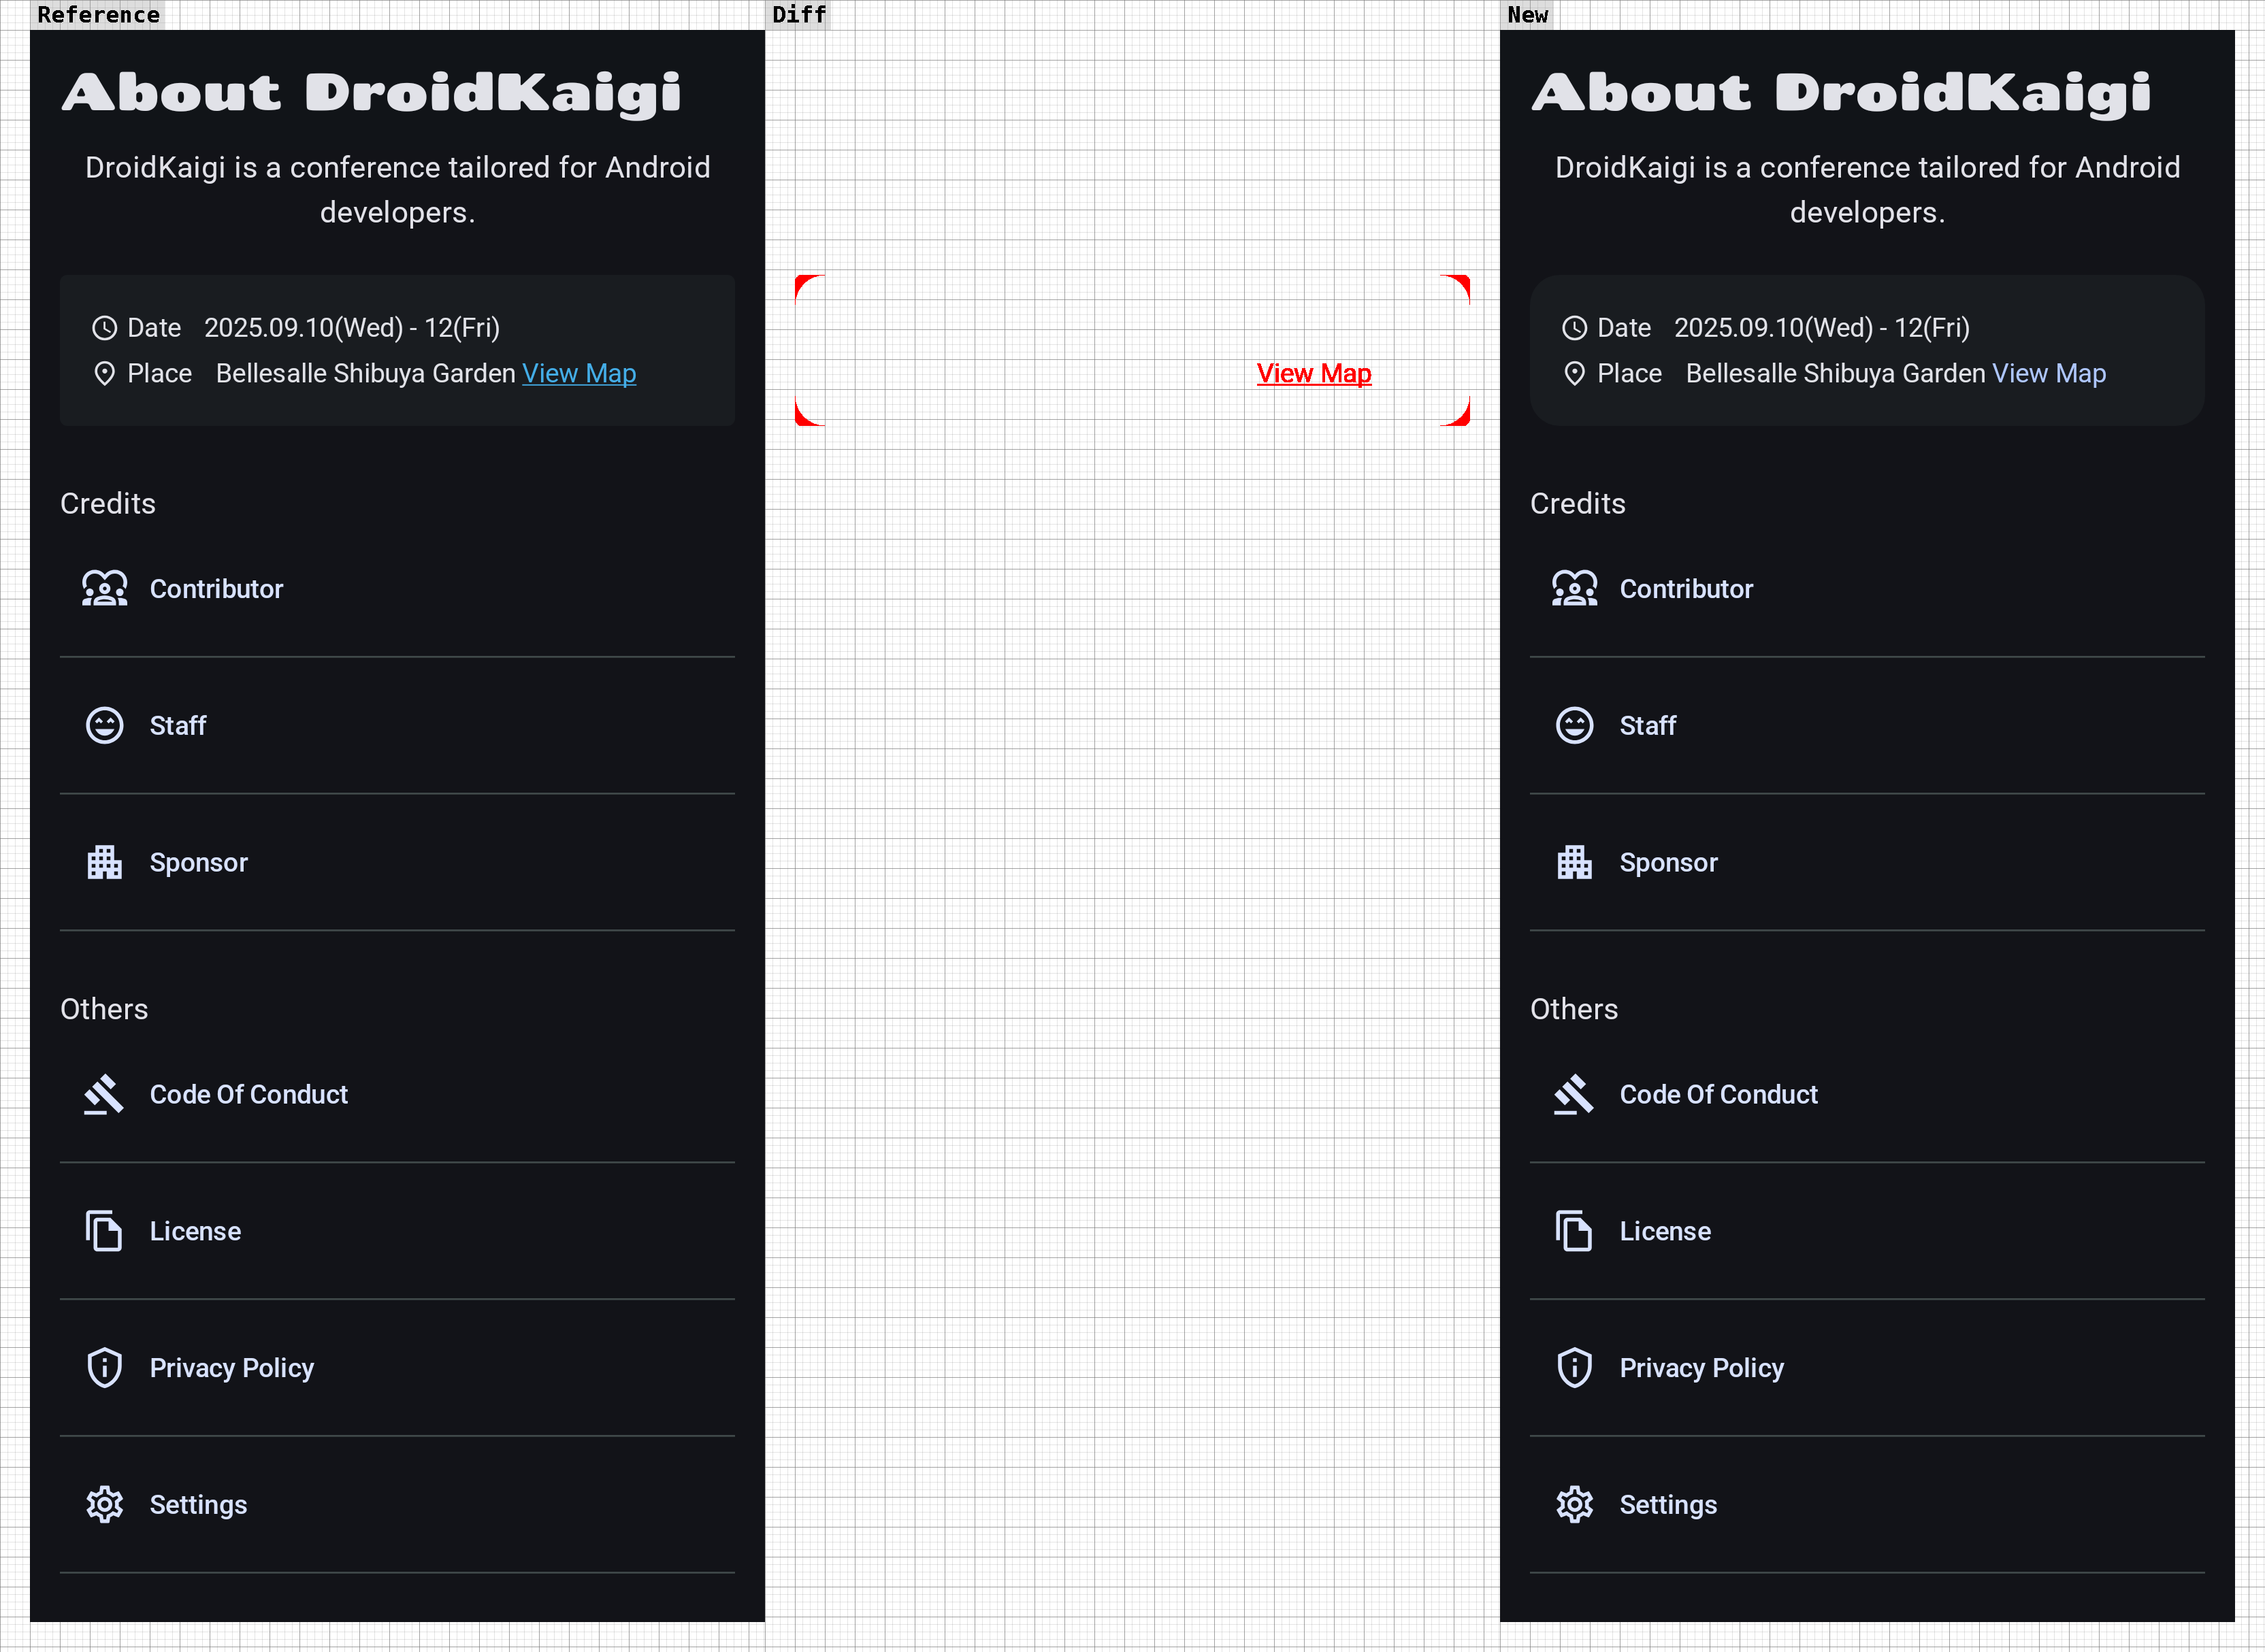 Reference
About DroidKaigi
DroidKaigi is a conference tailored for Android
developers.
Date 2025.09.10(Wed) - 12(Fri)
Place Bellesalle Shibuya Garden View Map
Credits
Contributor
Staff
Sponsor
Others
Code Of Conduct
License
Privacy Policy
Settings
Diff
View Map
New
About DroidKaigi
DroidKaigi is a conference tailored for Android
developers.
Date 2025.09.10(Wed) - 12(Fri)
Place Bellesalle Shibuya Garden View Map
Credits
Contributor
Staff
Sponsor
Others
Code Of Conduct
License
Privacy Policy
Settings